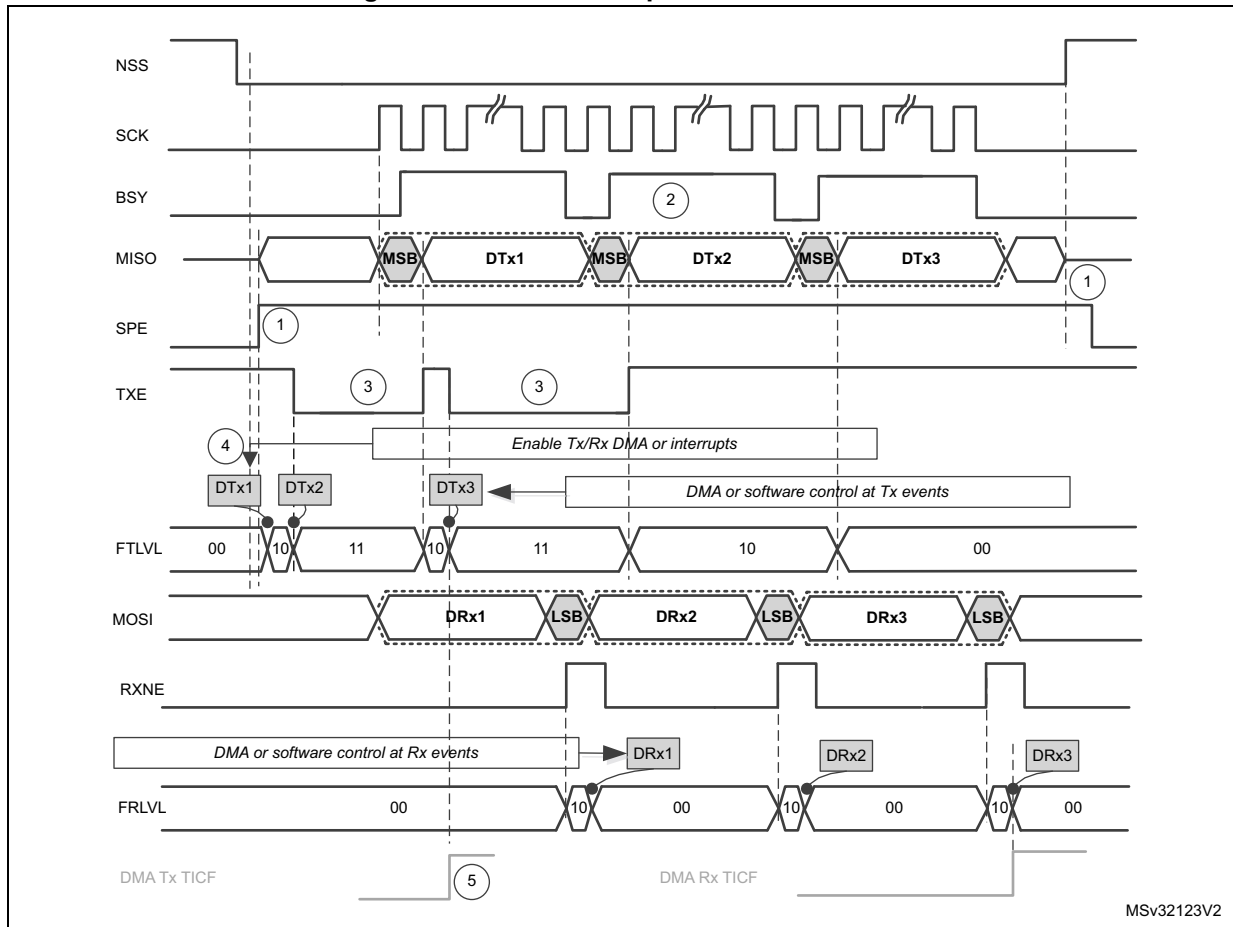 NSS
SCK
BSY
2
MISO
MSB DTx1 MSB DTx2 MSB DTx3
1
SPE
1
TXE
3 3
4
Enable Tx/Rx DMA or interrupts
DTx1 DTx2 DTx3
DMA or software control at Tx events
FTLVL 00 10 11 10 11 10 00
MOSI
DRx1 LSB DRx2 LSB DRx3 LSB
RXNE
DMA or software control at Rx events
DRx1 DRx2 DRx3
FRLVL 00 10 00 10 00 10 00
DMA Tx TICF 5 DMA Rx TICF
MSv32123V2